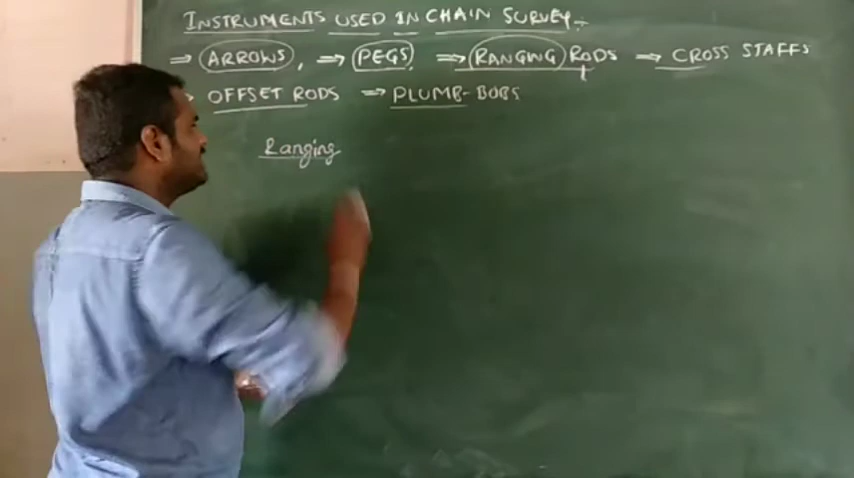 INSTRUMENTS USED IN CHAIN SURVEY :-
⇒ ARROWS, ⇒ PEGS ⇒ RANGING RODS ⇒ CROSS STAFFS
OFFSET RODS ⇒ PLUMB-BOBS
Ranging